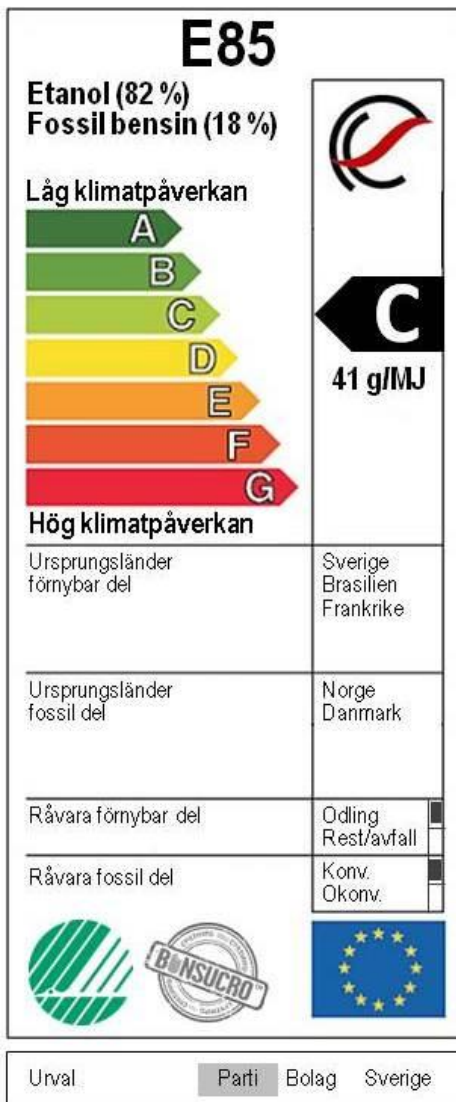 E85
Etanol (82 %)
Fossil bensin (18 %)
Låg klimatpåverkan
A
B
C
D
E
F
G
Hög klimatpåverkan
C
41 g/MJ
Ursprungsländer
förnybar del
Sverige
Brasilien
Frankrike
Ursprungsländer
fossil del
Norge
Danmark
Råvara förnybar del
Odling
Rest/avfall
Råvara fossil del
Konv.
Okonv.
BONSUCRO
Urval Parti Bolag Sverige